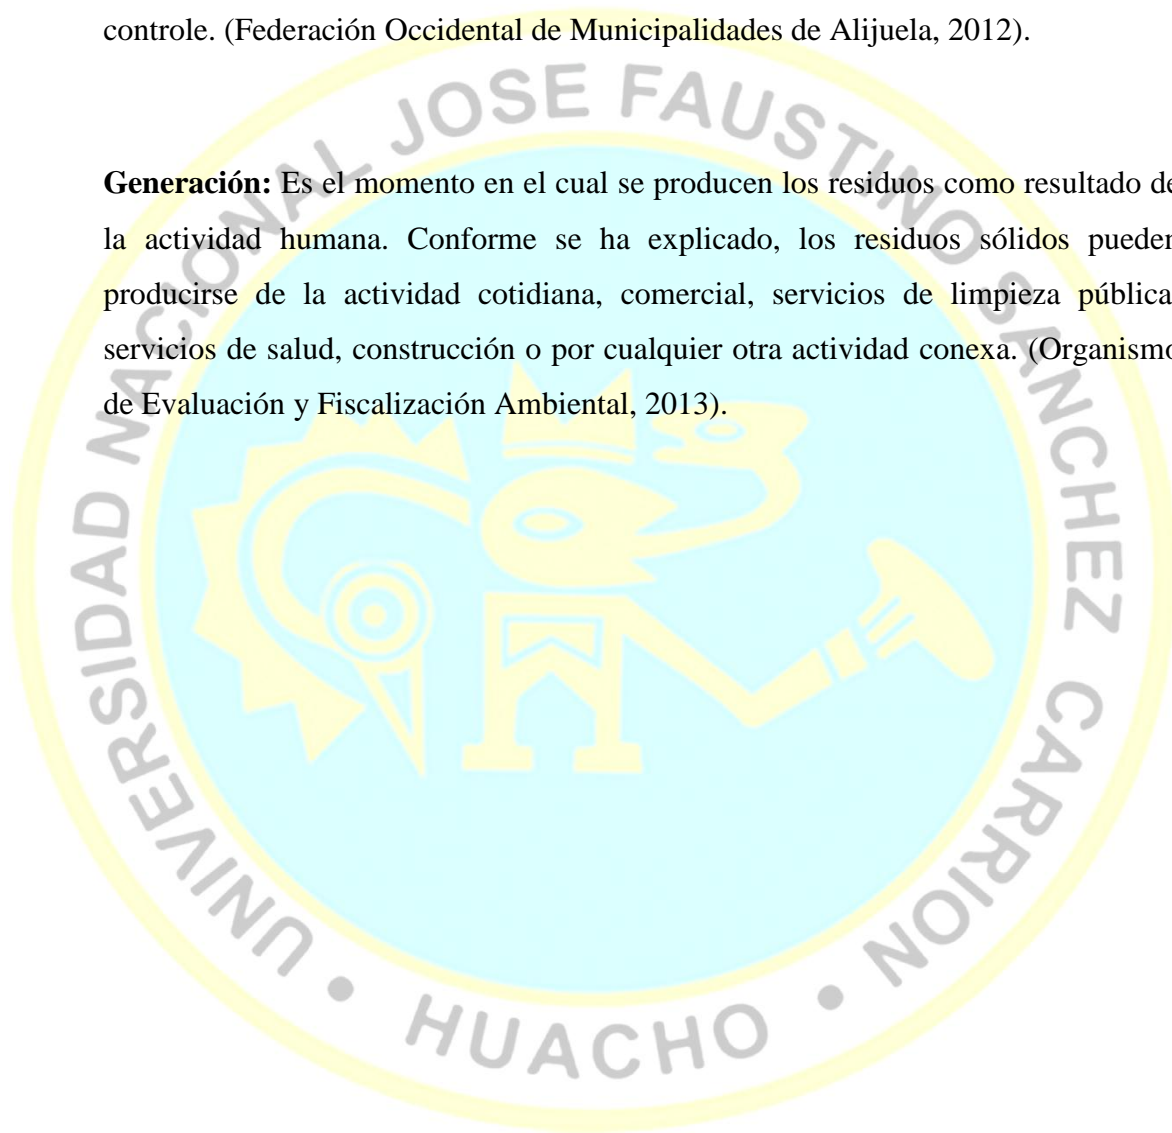 controle. (Federación Occidental de Municipalidades de Alijuela, 2012).
Generación: Es el momento en el cual se producen los residuos como resultado de
la actividad humana. Conforme se ha explicado, los residuos sólidos pueden
producirse de la actividad cotidiana, comercial, servicios de limpieza pública
servicios de salud, construcción o por cualquier otra actividad conexa. (Organismo
de Evaluación y Fiscalización Ambiental, 2013).
UNIVERSIDAD NACIONAL JOSE FAUSTINO SANCHEZ CARRION
• HUACHO •